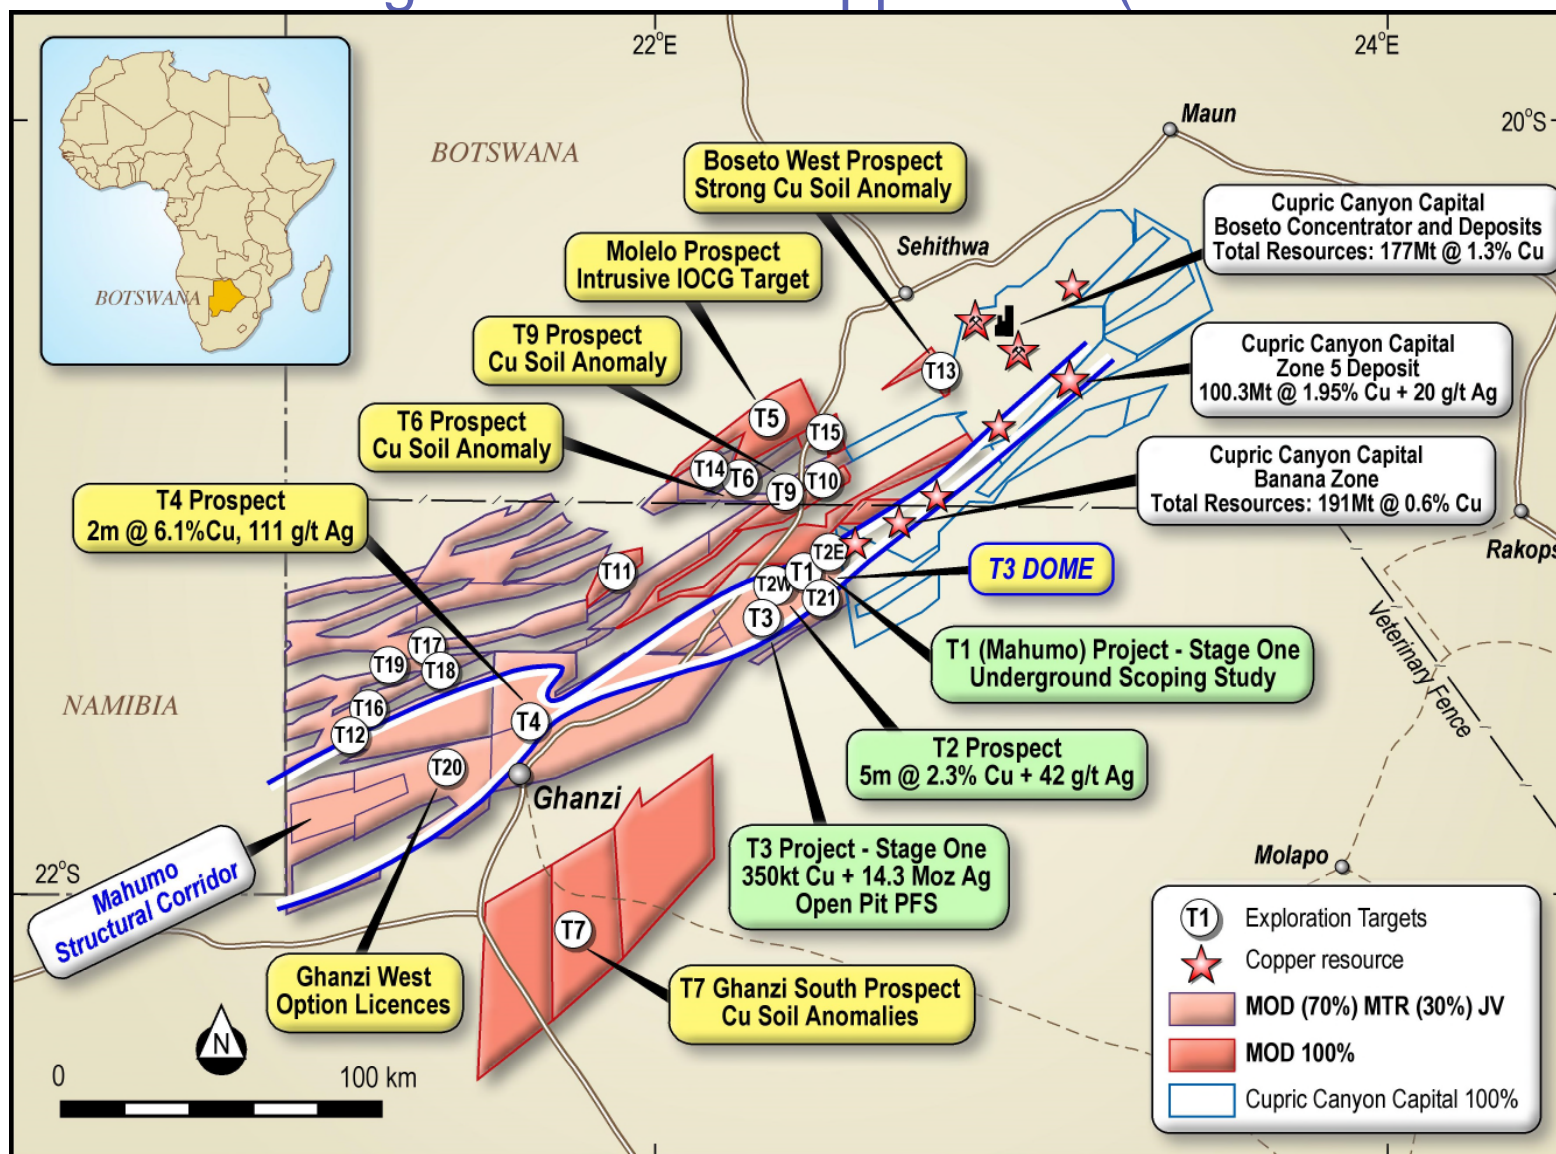 22°E
24°E
20°S
22°S
BOTSWANA
BOTSWANA
NAMIBIA
Maun
Sehithwa
Rakops
Ghanzi
Molapo
Veterinary Fence
Boseto West Prospect
Strong Cu Soil Anomaly
Molelo Prospect
Intrusive IOCG Target
T9 Prospect
Cu Soil Anomaly
T6 Prospect
Cu Soil Anomaly
T4 Prospect
2m @ 6.1%Cu, 111 g/t Ag
Cupric Canyon Capital
Boseto Concentrator and Deposits
Total Resources: 177Mt @ 1.3% Cu
Cupric Canyon Capital
Zone 5 Deposit
100.3Mt @ 1.95% Cu + 20 g/t Ag
Cupric Canyon Capital
Banana Zone
Total Resources: 191Mt @ 0.6% Cu
T3 DOME
T1 (Mahumo) Project - Stage One
Underground Scoping Study
T2 Prospect
5m @ 2.3% Cu + 42 g/t Ag
T3 Project - Stage One
350kt Cu + 14.3 Moz Ag
Open Pit PFS
T7 Ghanzi South Prospect
Cu Soil Anomalies
Ghanzi West
Option Licences
Mahumo
Structural Corridor
T13
T5
T15
T14
T6
T9
T10
T11
T2E
T1
T2W
T21
T3
T17
T19
T18
T16
T12
T4
T20
T7
N
0
100 km
T1
Exploration Targets
Copper resource
MOD (70%) MTR (30%) JV
MOD 100%
Cupric Canyon Capital 100%